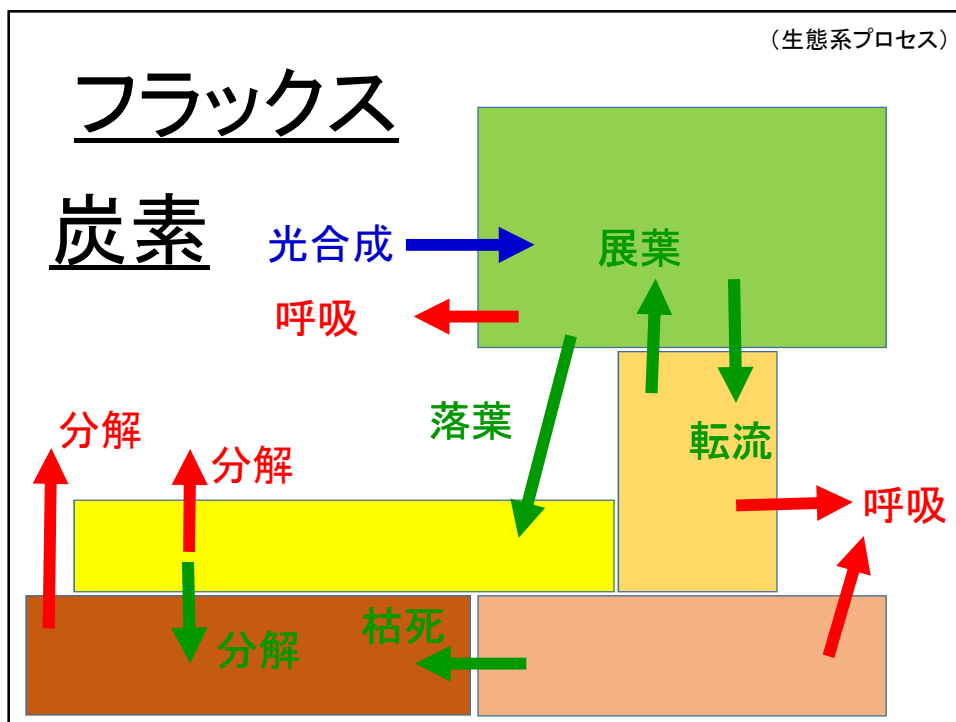 （生態系プロセス）
フラックス
炭素
光合成
展葉
呼吸
落葉
転流
分解
分解
呼吸
枯死
分解